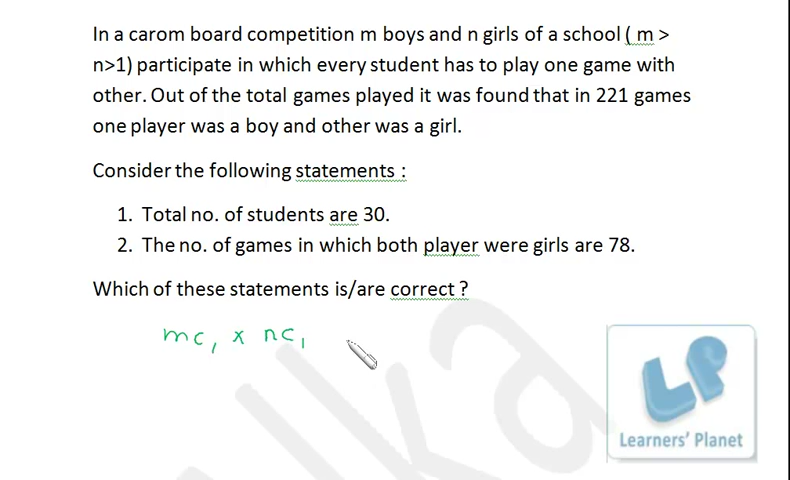 In a carom board competition m boys and n girls of a school ( m >
n>1) participate in which every student has to play one game with
other. Out of the total games played it was found that in 221 games
one player was a boy and other was a girl.
Consider the following statements :
1. Total no. of students are 30.
2. The no. of games in which both player were girls are 78.
Which of these statements is/are correct ?
mc₁ x nc₁
LP
Learners' Planet